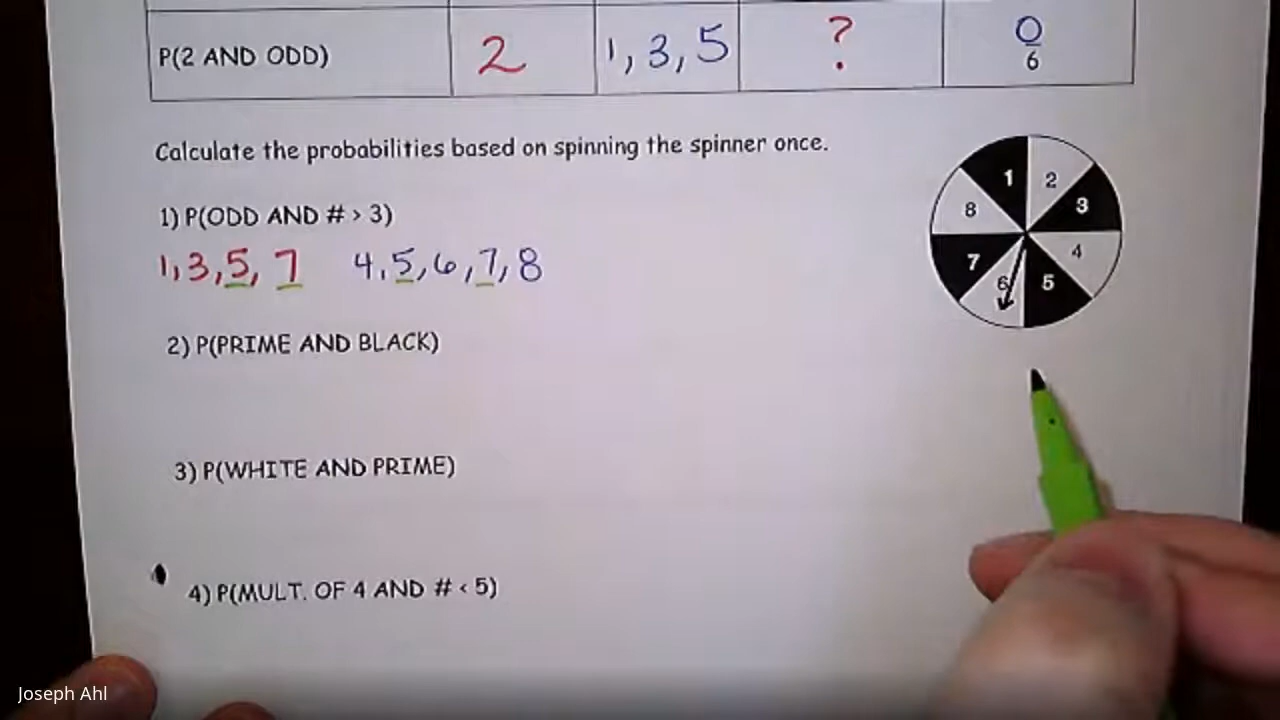 P(2 AND ODD) 2 1, 3, 5 ? 0/6
Calculate the probabilities based on spinning the spinner once.
1) P(ODD AND # > 3)
1, 3, 5, 7 4, 5, 6, 7, 8
2) P(PRIME AND BLACK)
3) P(WHITE AND PRIME)
4) P(MULT. OF 4 AND # < 5)
1 2
8 3
7 4
6 5
Joseph Ahl